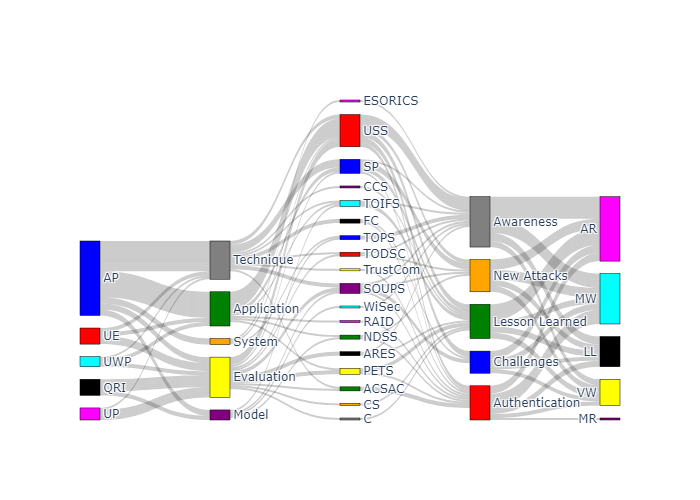 AP
UE
UWP
QRI
UP
Technique
Application
System
Evaluation
Model
ESORICS
USS
SP
CCS
TOIFS
FC
TOPS
TODSC
TrustCom
SOUPS
WiSec
RAID
NDSS
ARES
PETS
ACSAC
CS
C
Awareness
New Attacks
Lesson Learned
Challenges
Authentication
AR
MW
LL
VW
MR